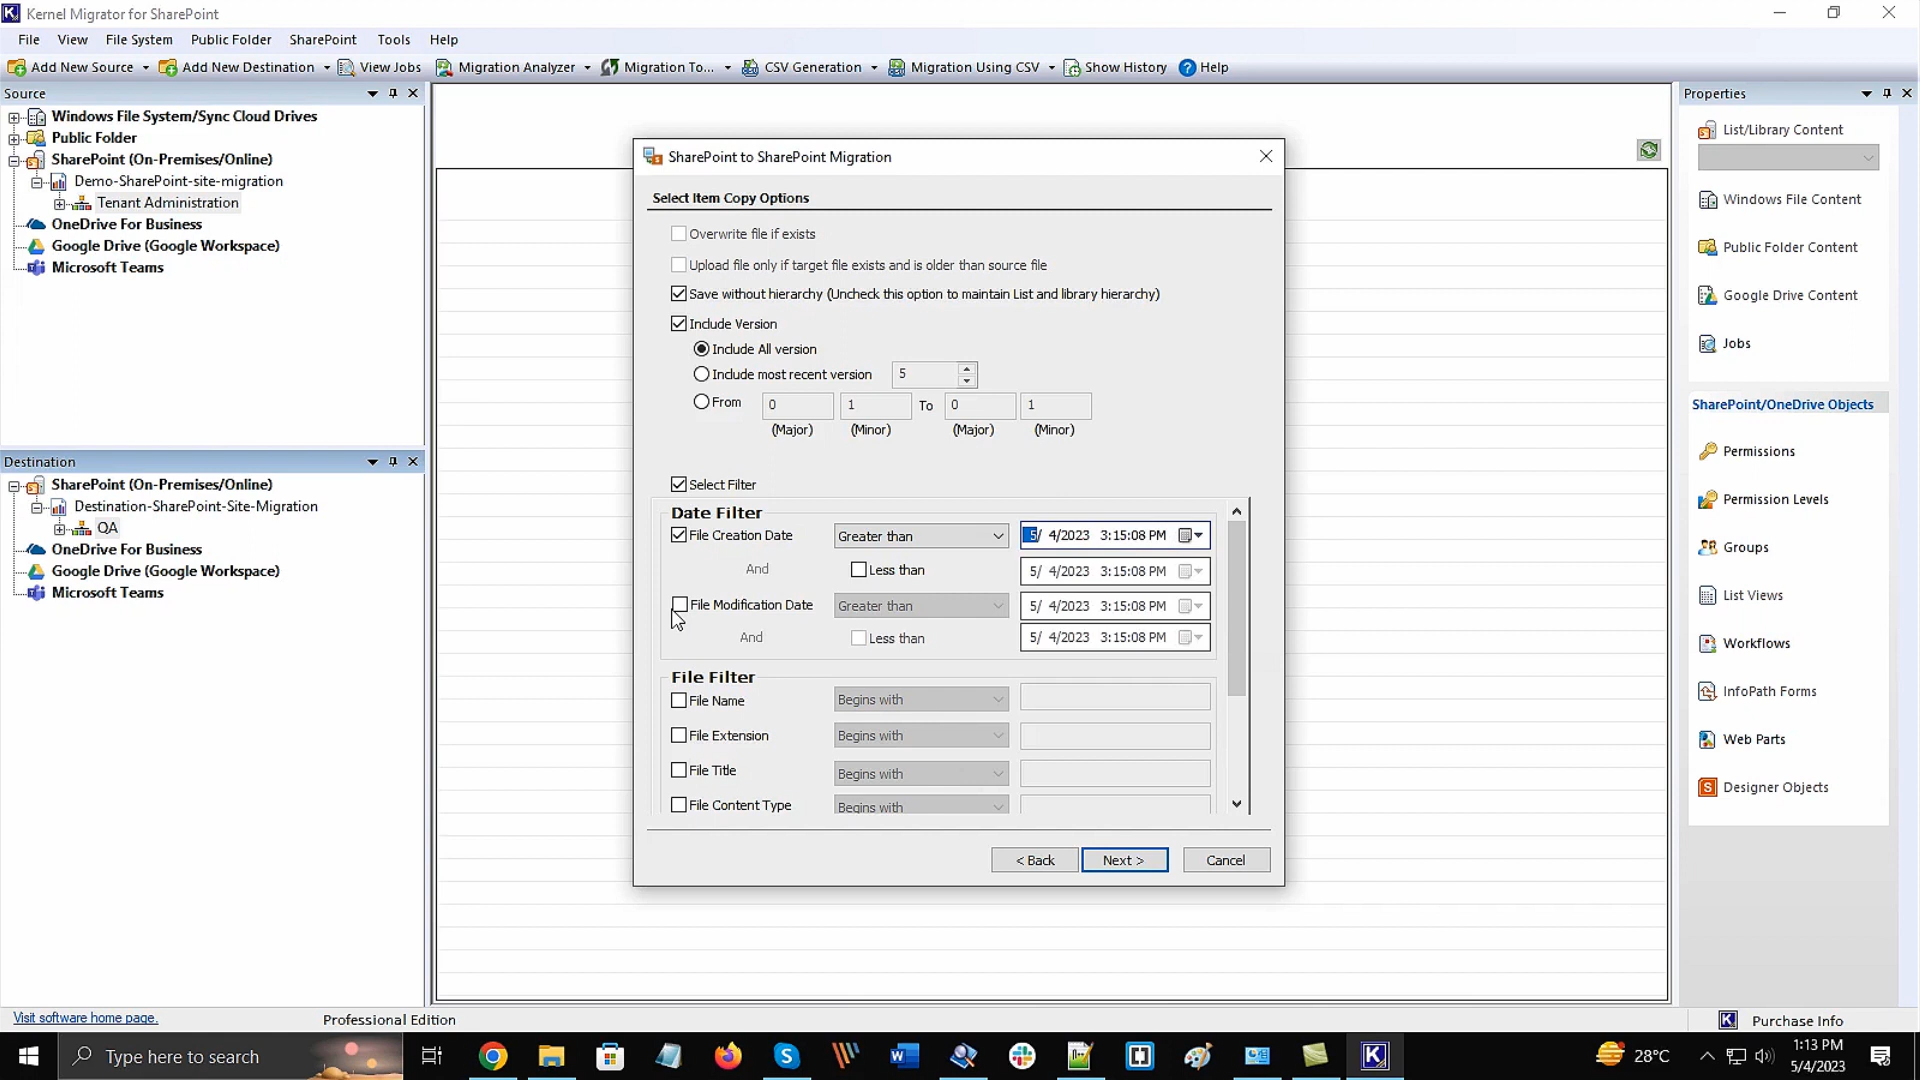 Kernel Migrator for SharePoint
File View File System Public Folder SharePoint Tools Help
Add New Source Add New Destination View Jobs Migration Analyzer Migration To... CSV Generation Migration Using CSV Show History Help
Source
Windows File System/Sync Cloud Drives
Public Folder
SharePoint (On-Premises/Online)
Demo-SharePoint-site-migration
Tenant Administration
OneDrive For Business
Google Drive (Google Workspace)
Microsoft Teams
Destination
SharePoint (On-Premises/Online)
Destination-SharePoint-Site-Migration
QA
OneDrive For Business
Google Drive (Google Workspace)
Microsoft Teams
SharePoint to SharePoint Migration
Select Item Copy Options
Overwrite file if exists
Upload file only if target file exists and is older than source file
Save without hierarchy (Uncheck this option to maintain List and library hierarchy)
Include Version
Include All version
Include most recent version 5
From 0 1 To 0 1
(Major) (Minor) (Major) (Minor)
Select Filter
Date Filter
File Creation Date Greater than 5/ 4/2023 3:15:08 PM
And Less than 5/ 4/2023 3:15:08 PM
File Modification Date Greater than 5/ 4/2023 3:15:08 PM
And Less than 5/ 4/2023 3:15:08 PM
File Filter
File Name Begins with
File Extension Begins with
File Title Begins with
File Content Type Begins with
< Back Next > Cancel
Properties
List/Library Content
Windows File Content
Public Folder Content
Google Drive Content
Jobs
SharePoint/OneDrive Objects
Permissions
Permission Levels
Groups
List Views
Workflows
InfoPath Forms
Web Parts
Designer Objects
Visit software home page.
Professional Edition
Purchase Info
Type here to search
28°C
1:13 PM
5/4/2023